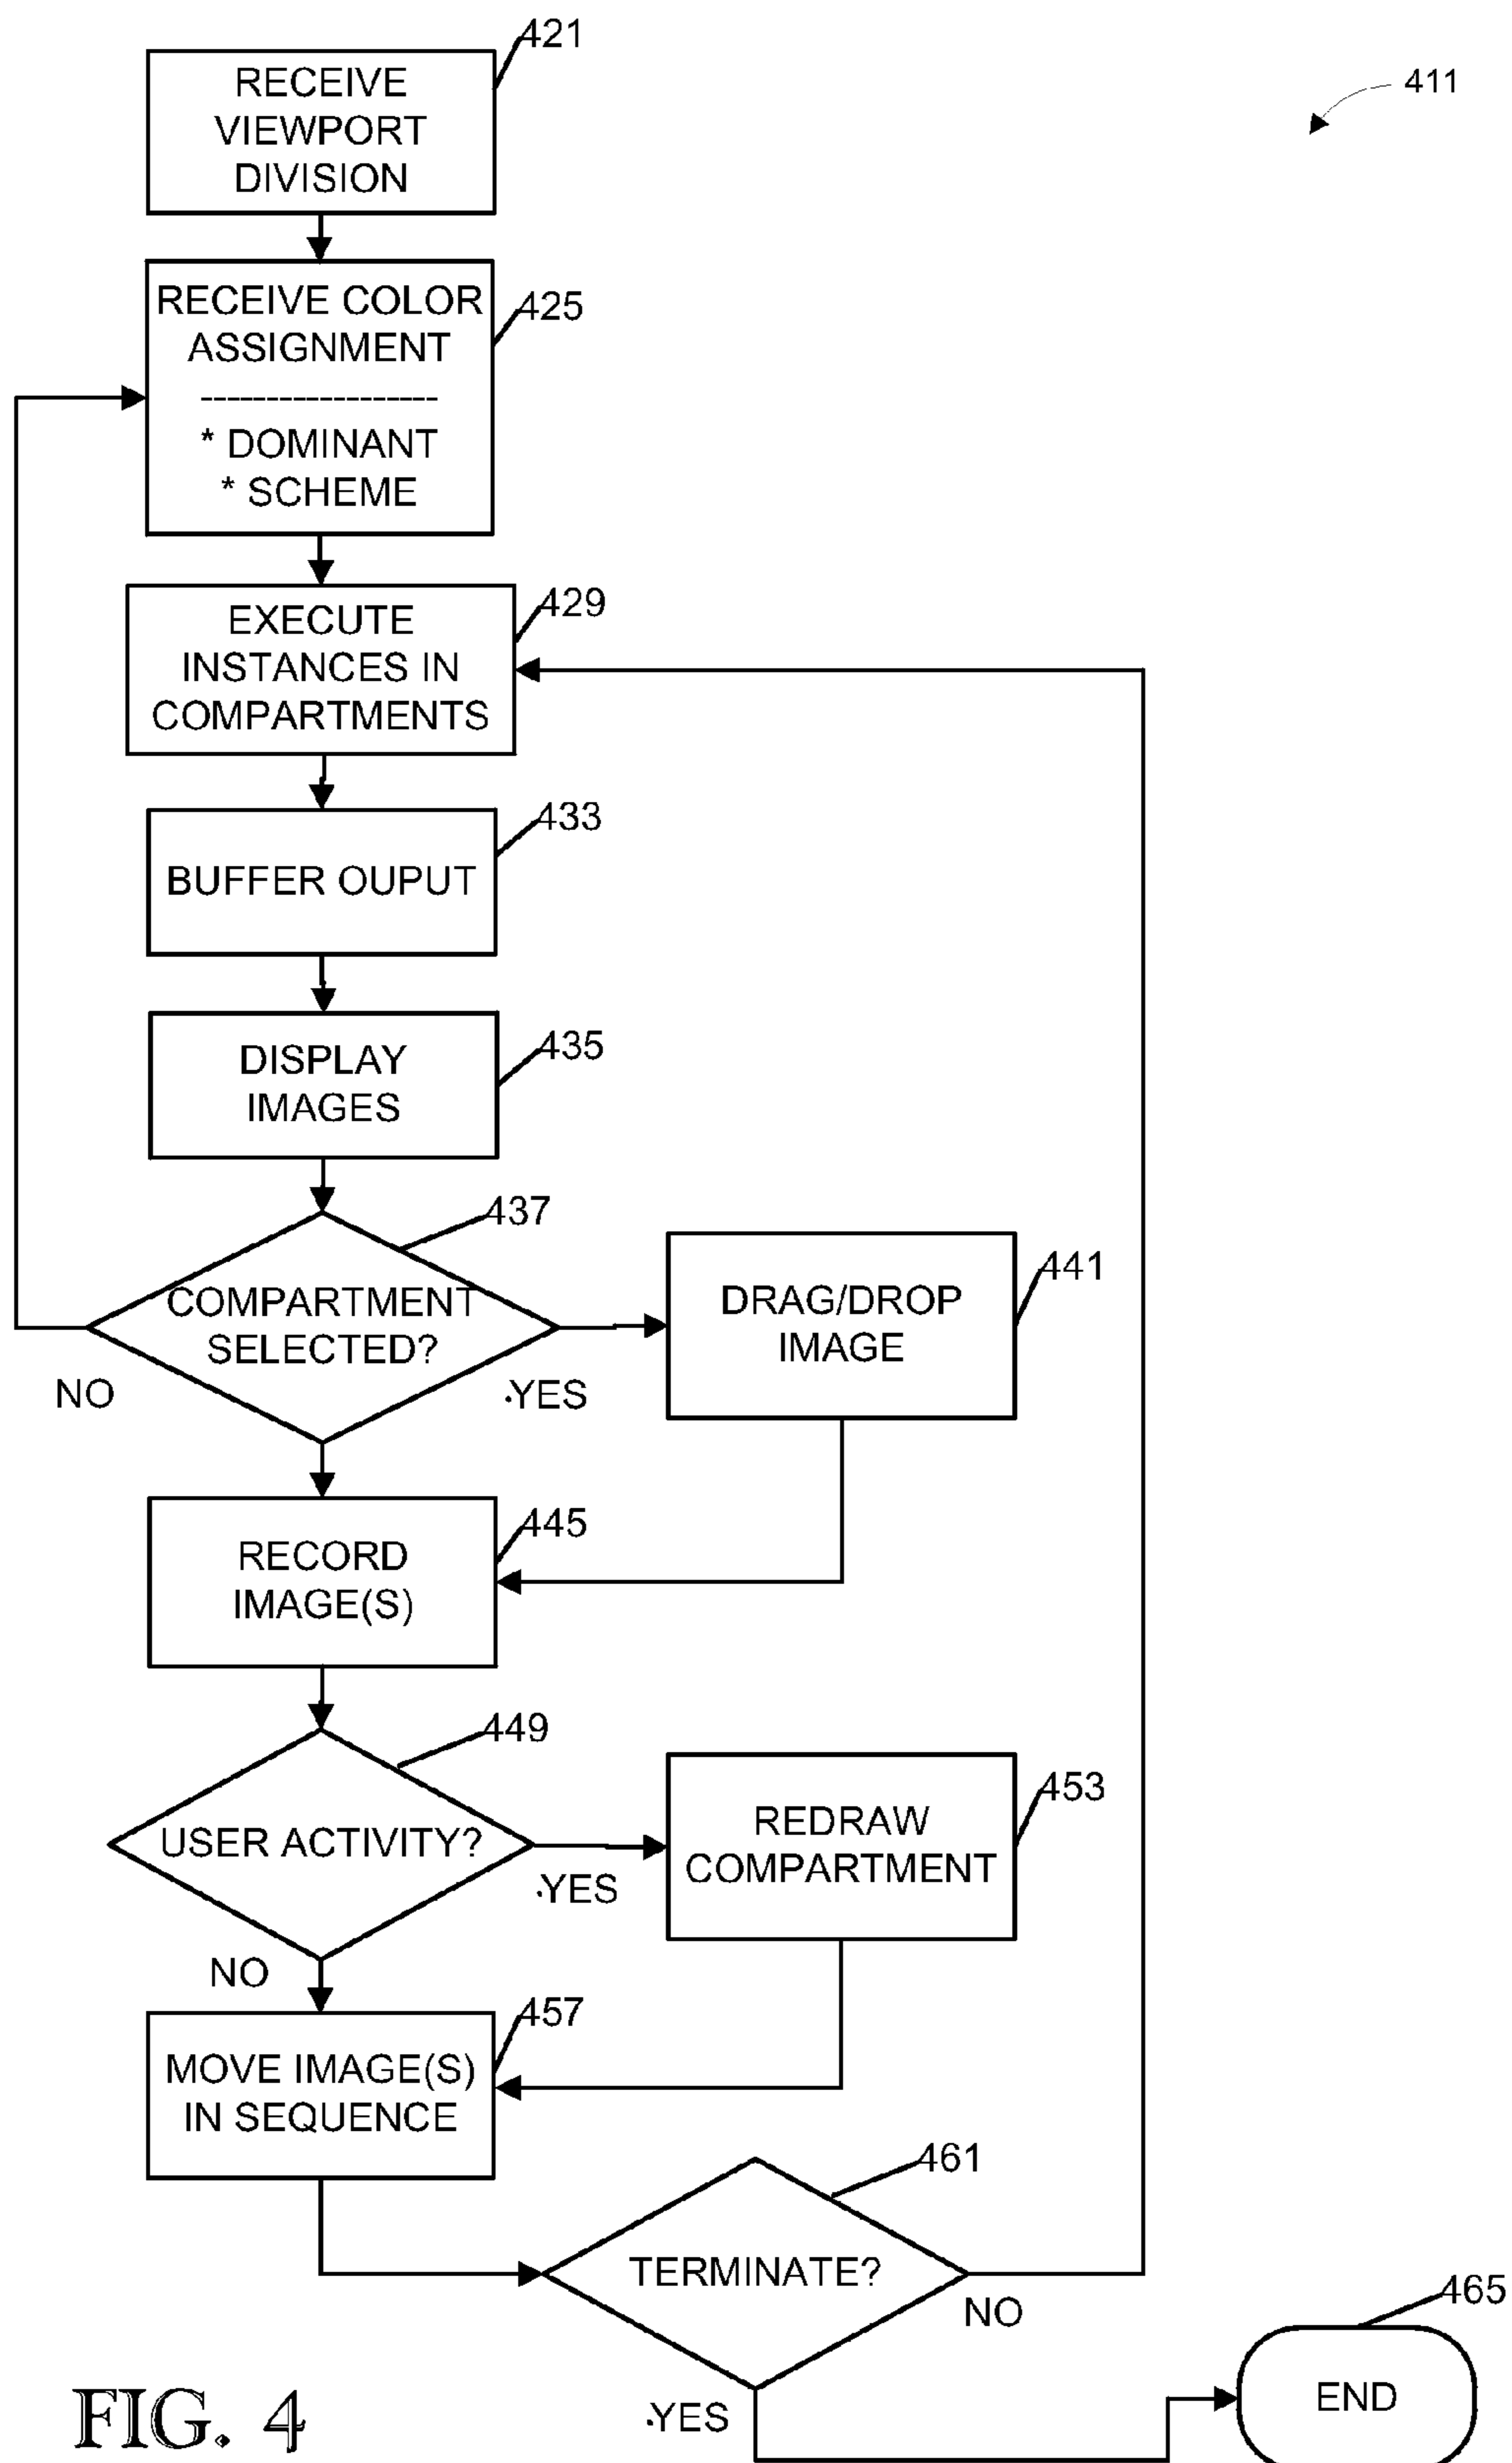 421
411
RECEIVE
VIEWPORT
DIVISION
RECEIVE COLOR
ASSIGNMENT
------------------
* DOMINANT
* SCHEME
425
EXECUTE
INSTANCES IN
COMPARTMENTS
429
BUFFER OUPUT
433
DISPLAY
IMAGES
435
437
COMPARTMENT
SELECTED?
NO
YES
DRAG/DROP
IMAGE
441
RECORD
IMAGE(S)
445
449
USER ACTIVITY?
YES
NO
REDRAW
COMPARTMENT
453
MOVE IMAGE(S)
IN SEQUENCE
457
461
TERMINATE?
NO
YES
465
END
FIG. 4